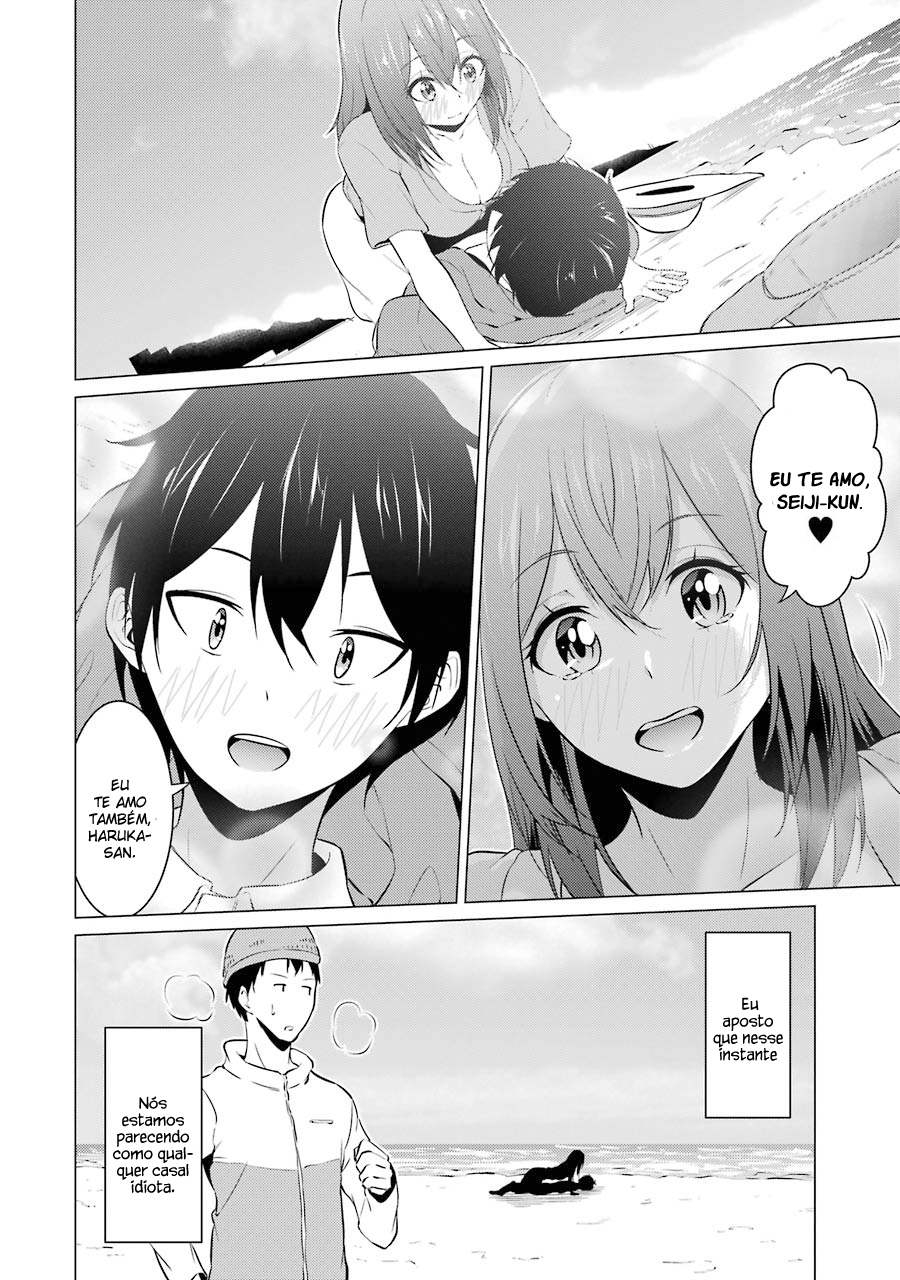 EU TE AMO,
SEIJI-KUN.
♥
EU
TE AMO
TAMBÉM,
HARUKA-
SAN.
Eu
aposto
que nesse
instante
Nós
estamos
parecendo
como qual-
quer casal
idiota.